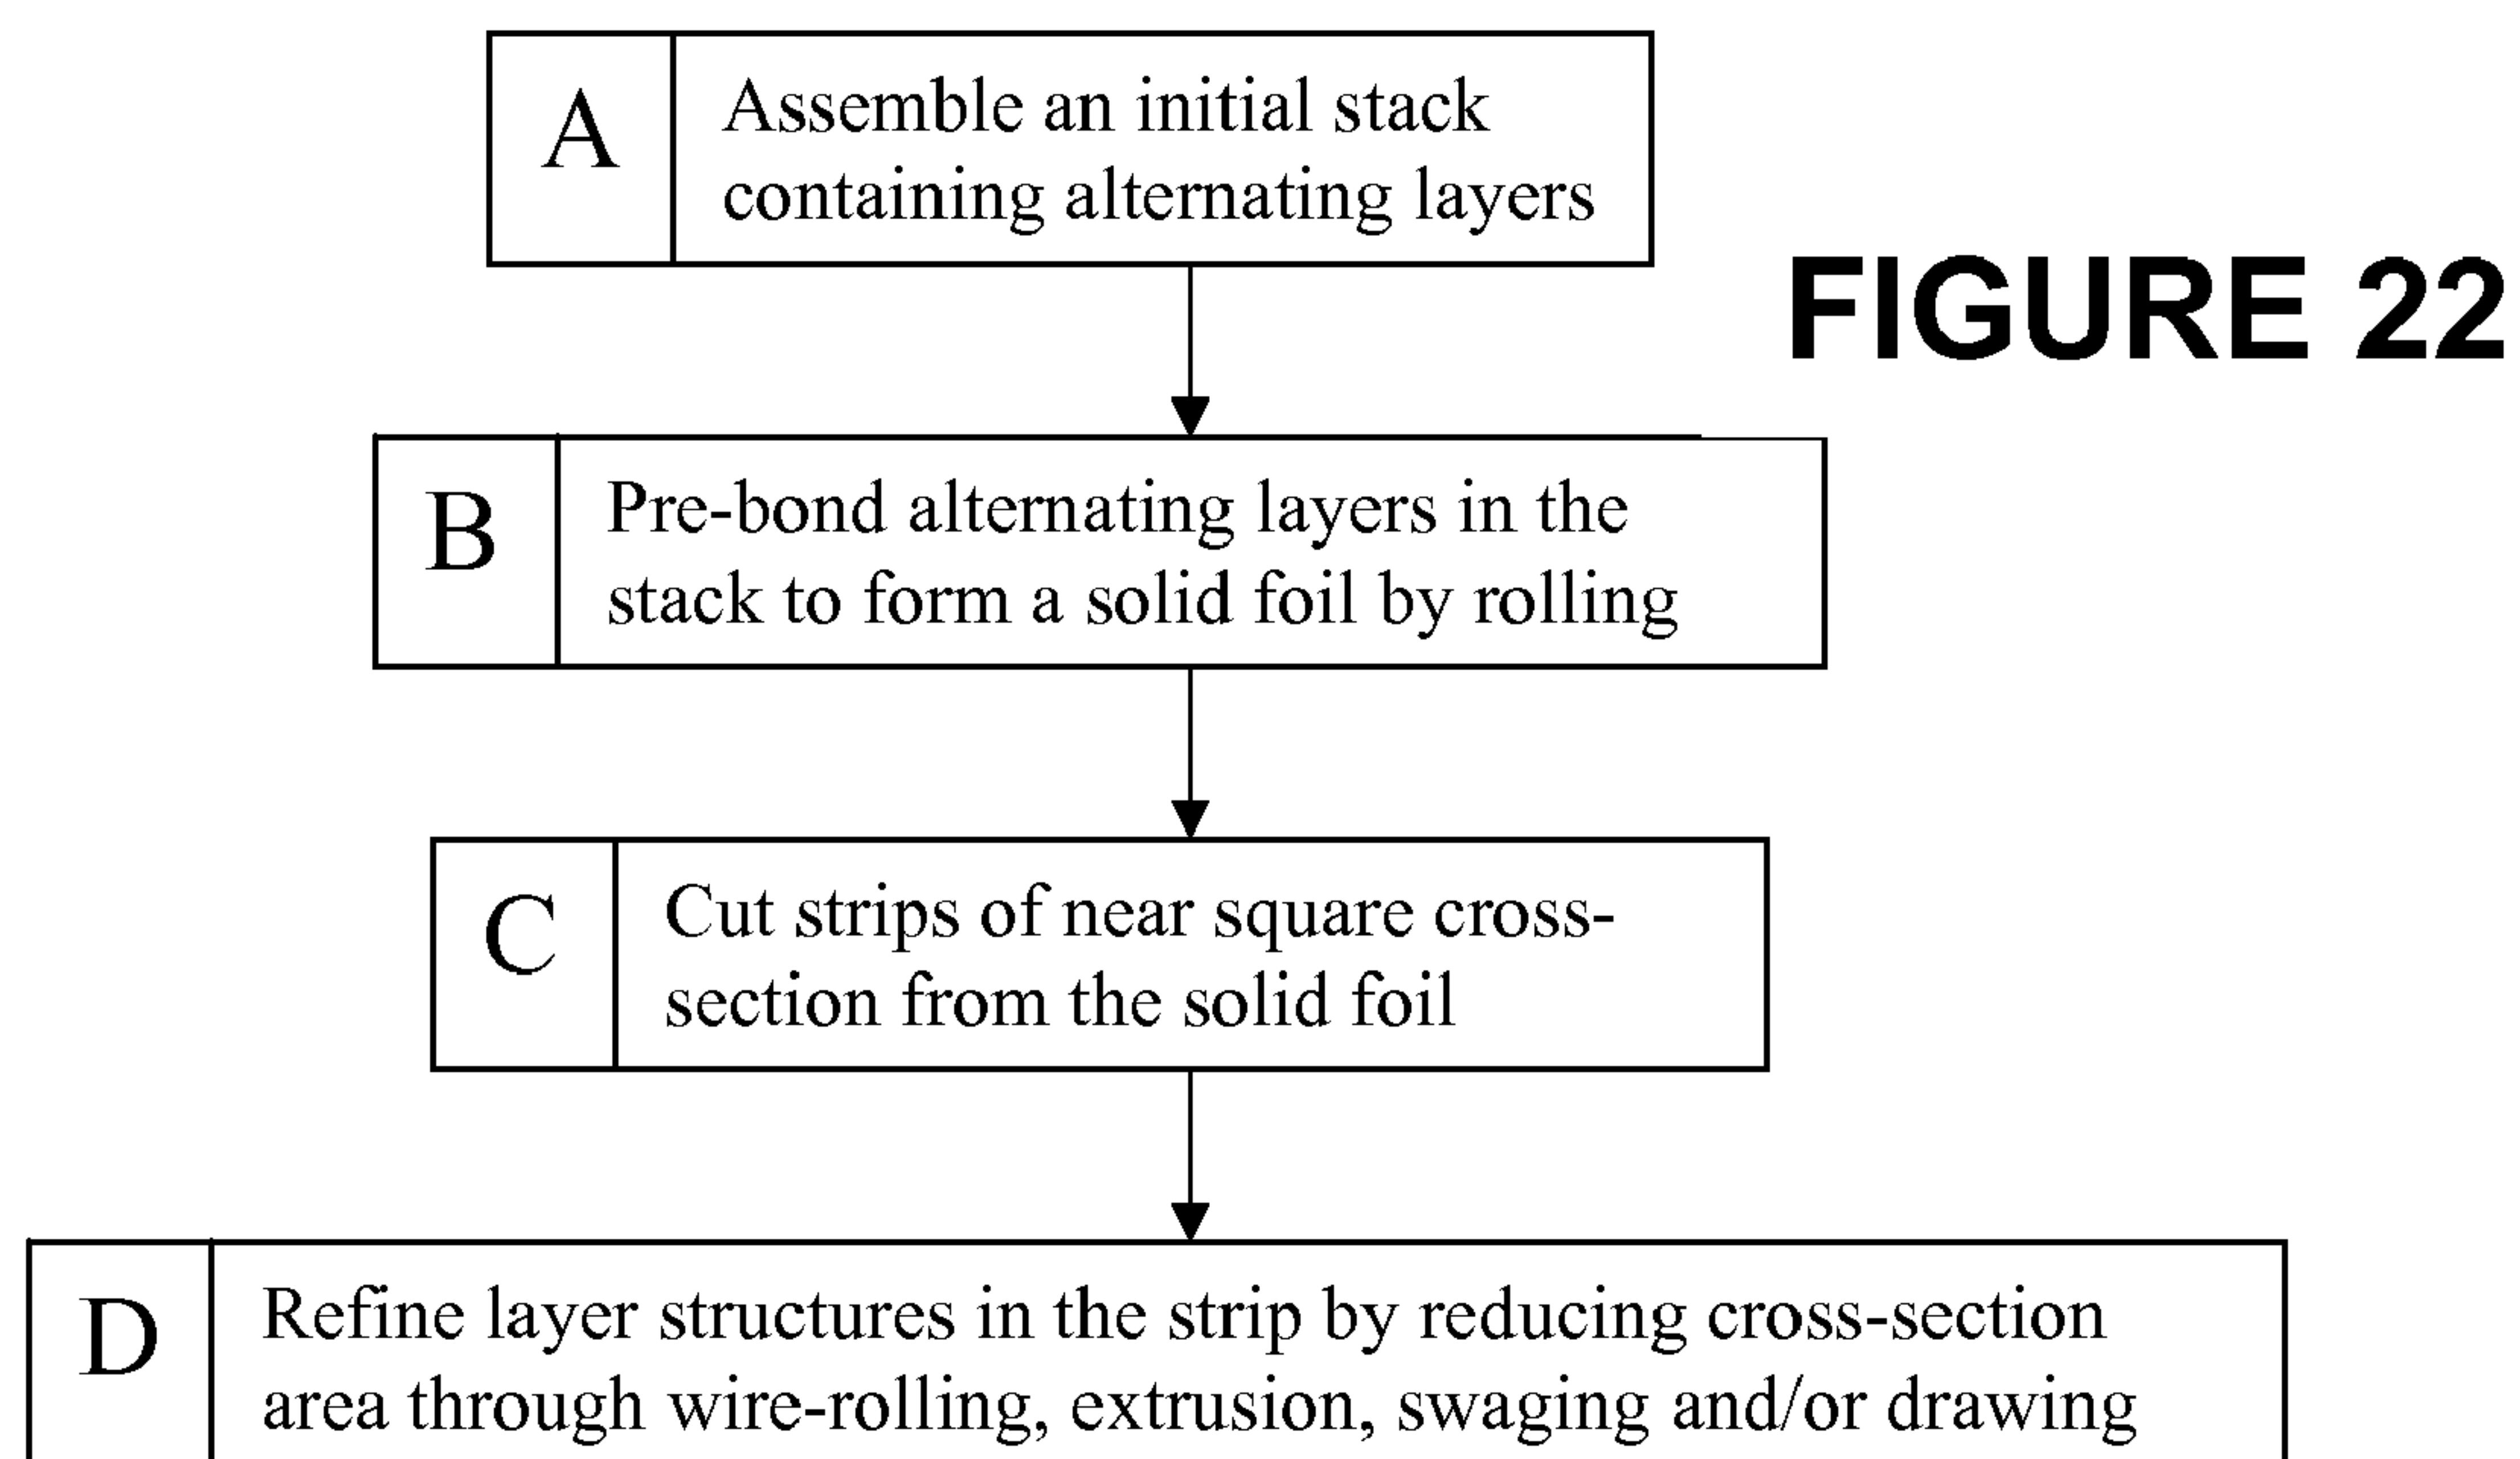 A
Assemble an initial stack
containing alternating layers
FIGURE 22
B
Pre-bond alternating layers in the
stack to form a solid foil by rolling
C
Cut strips of near square cross-
section from the solid foil
D
Refine layer structures in the strip by reducing cross-section
area through wire-rolling, extrusion, swaging and/or drawing